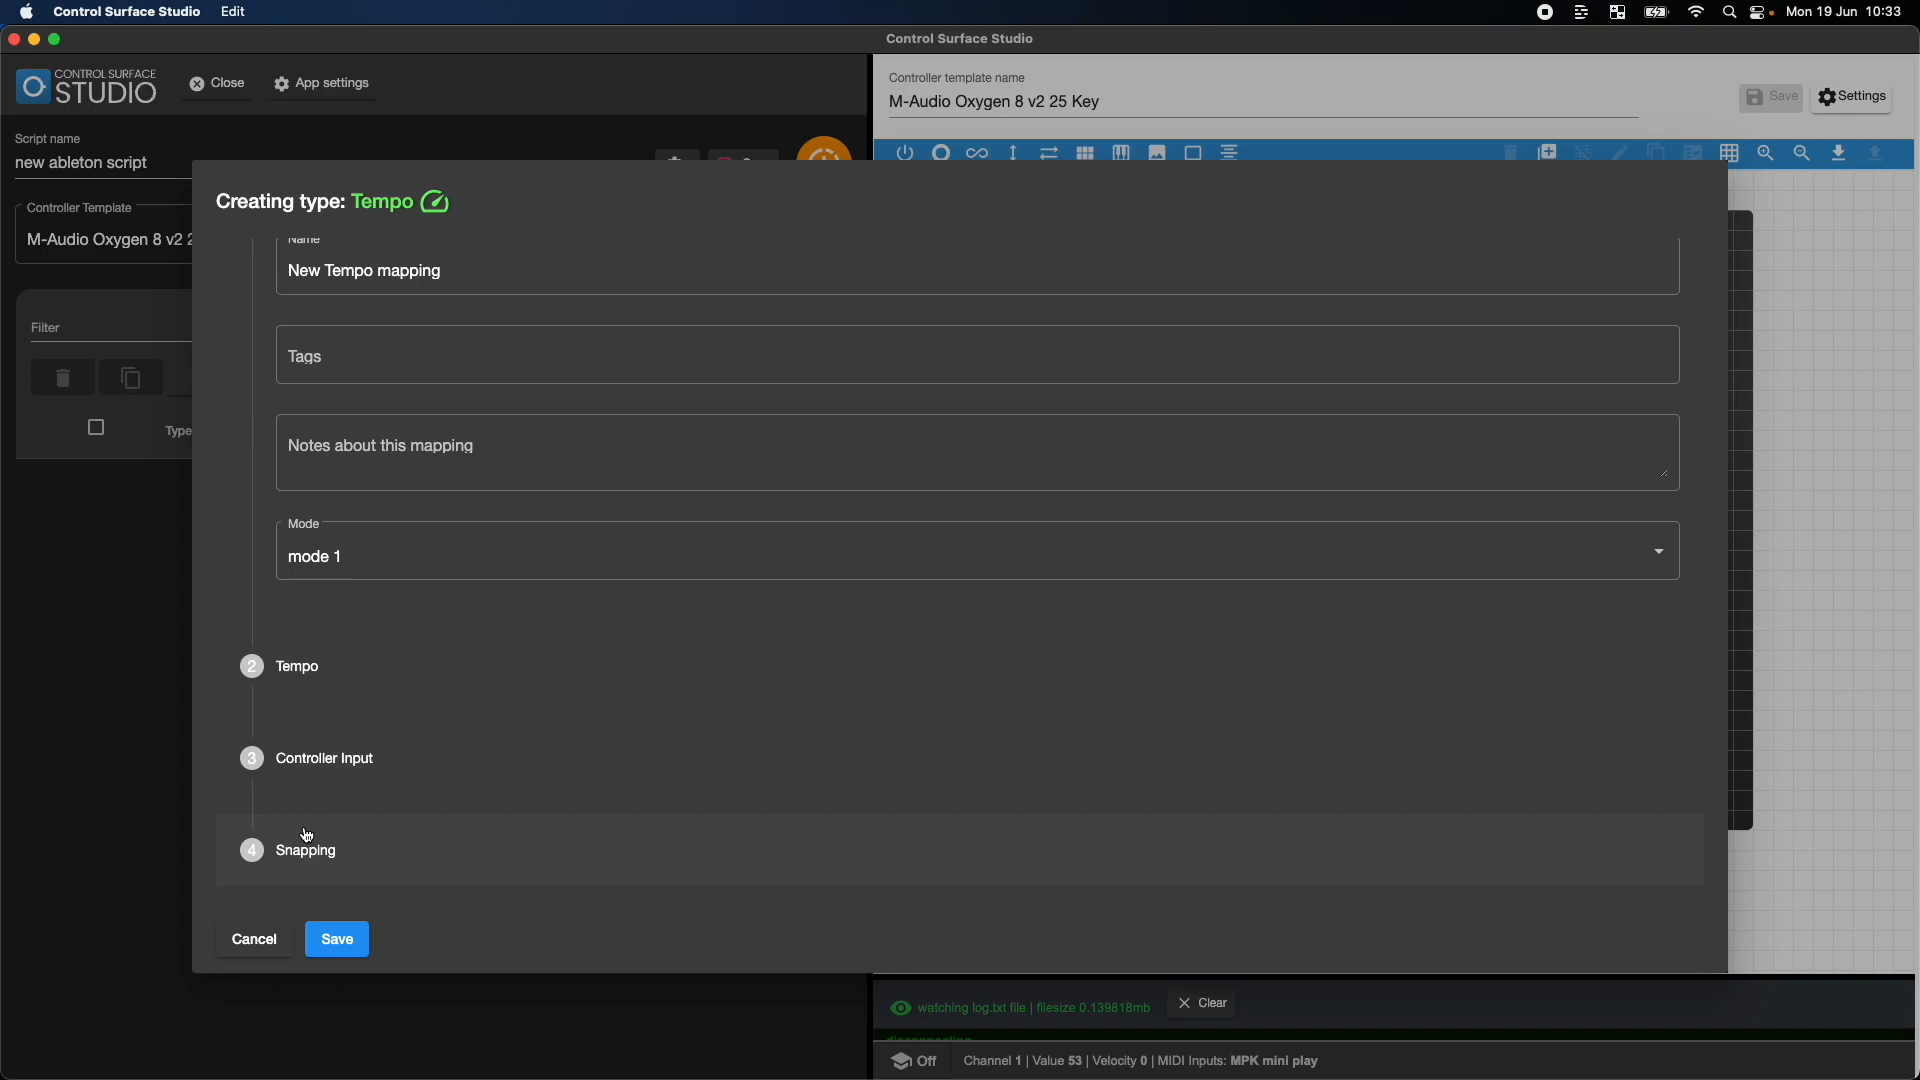 Control Surface Studio Edit Mon 19 Jun 10:33
Control Surface Studio
CONTROL SURFACE
STUDIO
Close
App settings
Script name
new ableton script
Controller Template
M-Audio Oxygen 8 v2 2
Filter
Type
Controller template name
M-Audio Oxygen 8 v2 25 Key
Save
Settings
Creating type: Tempo
Name
New Tempo mapping
Tags
Notes about this mapping
Mode
mode 1
2 Tempo
3 Controller Input
4 Snapping
Cancel
Save
watching log.txt file | filesize 0.139818mb
Clear
Off
Channel 1 | Value 53 | Velocity 0 | MIDI Inputs: MPK mini play